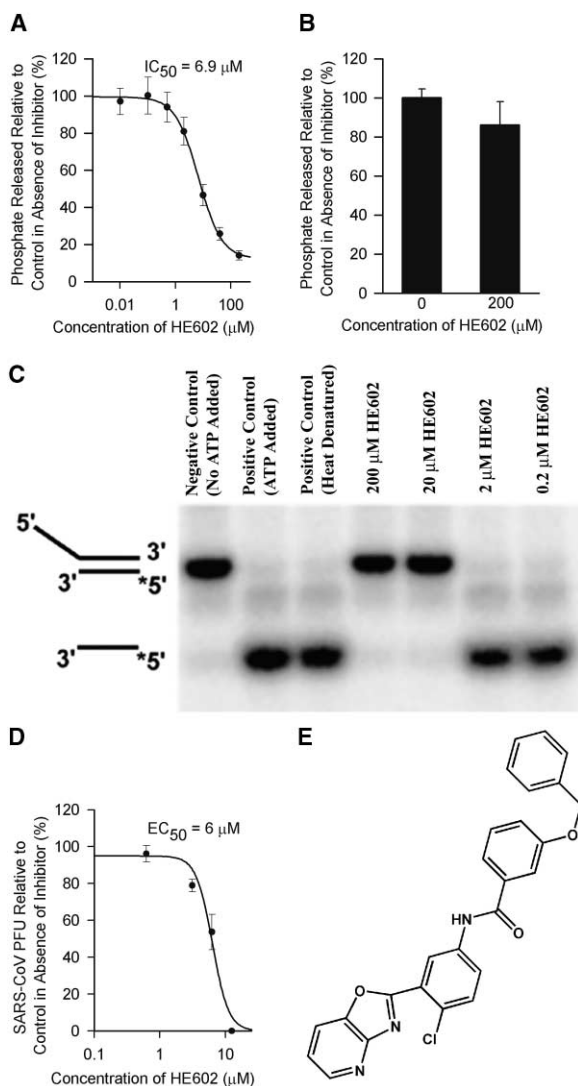 A
Phosphate Released Relative to
Control in Absence of Inhibitor (%)
120
100
80
60
40
20
0
IC50 = 6.9 μM
0.01
1
100
Concentration of HE602 (μM)
B
Phosphate Released Relative to
Control in Absence of Inhibitor (%)
120
100
80
60
40
20
0
0
200
Concentration of HE602 (μM)
C
Negative Control
(No ATP Added)
Positive Control
(ATP Added)
Positive Control
(Heat Denatured)
200 μM HE602
20 μM HE602
2 μM HE602
0.2 μM HE602
5'
3'
3'
*5'
3'
*5'
D
SARS-CoV PFU Relative to
Control in Absence of Inhibitor (%)
120
100
80
60
40
20
0
EC50 = 6 μM
0.1
1
10
Concentration of HE602 (μM)
E
O
HN
O
O
N
Cl
N